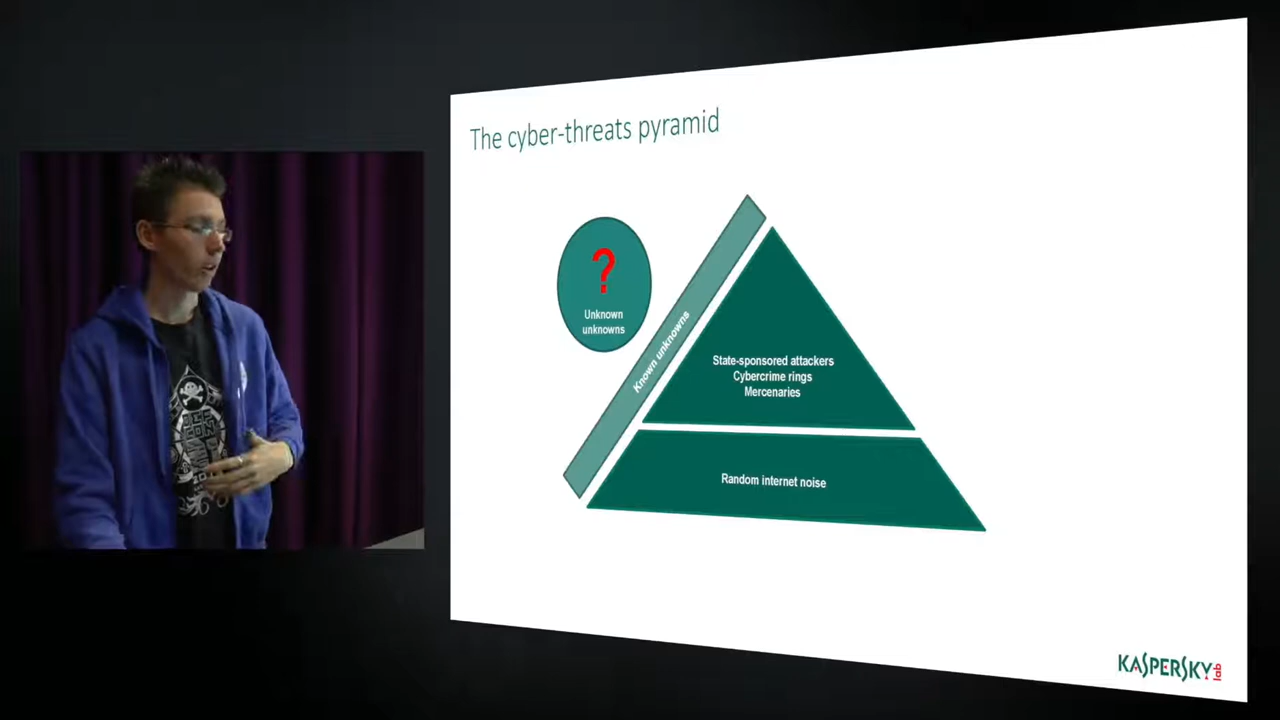 The cyber-threats pyramid
?
Unknown
unknowns
Known unknowns
State-sponsored attackers
Cybercrime rings
Mercenaries
Random internet noise
KASPERSKY lab